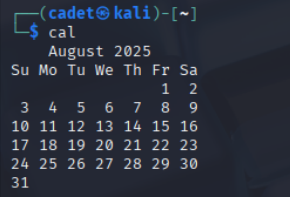 ┌──(cadet㉿kali)-[~]
└─$ cal
    August 2025
Su Mo Tu We Th Fr Sa
                1  2
 3  4  5  6  7  8  9
10 11 12 13 14 15 16
17 18 19 20 21 22 23
24 25 26 27 28 29 30
31